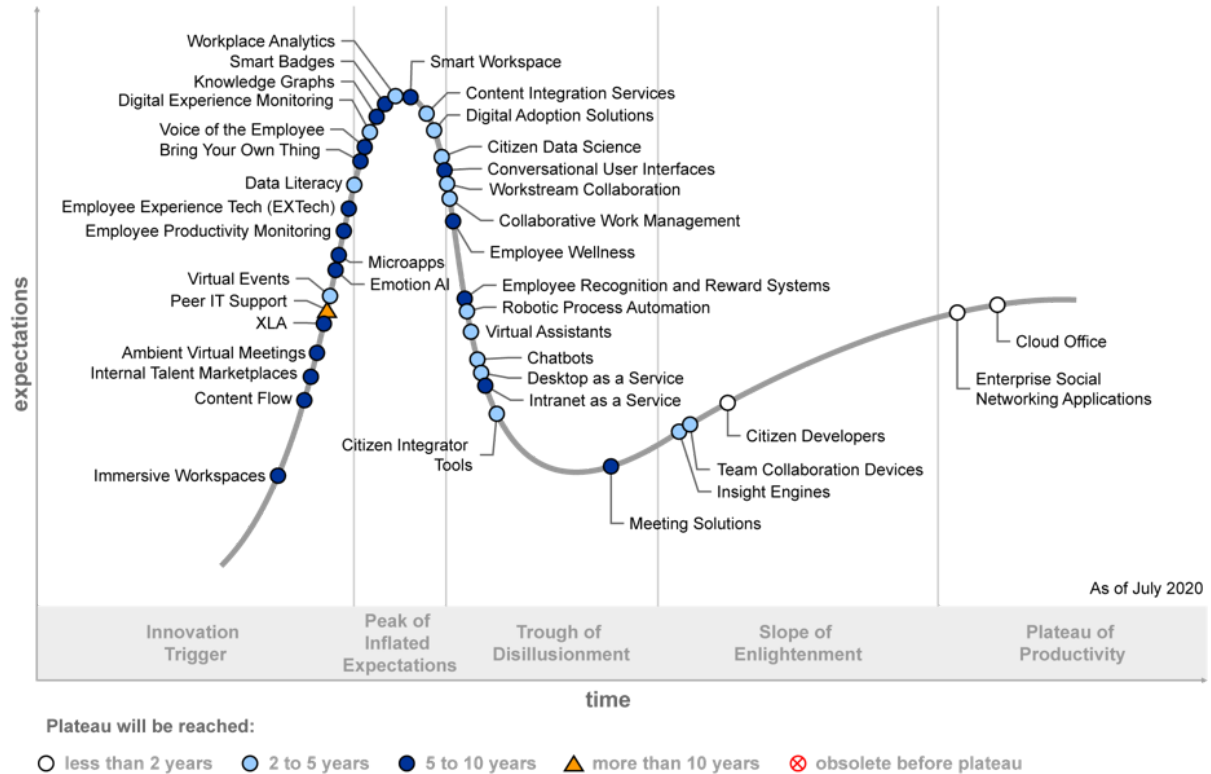 Workplace Analytics
Smart Badges
Knowledge Graphs
Digital Experience Monitoring
Voice of the Employee
Bring Your Own Thing
Data Literacy
Employee Experience Tech (EXTech)
Employee Productivity Monitoring
Microapps
Emotion AI
Virtual Events
Peer IT Support
XLA
Ambient Virtual Meetings
Internal Talent Marketplaces
Content Flow
Immersive Workspaces
Smart Workspace
Content Integration Services
Digital Adoption Solutions
Citizen Data Science
Conversational User Interfaces
Workstream Collaboration
Collaborative Work Management
Employee Wellness
Employee Recognition and Reward Systems
Robotic Process Automation
Virtual Assistants
Chatbots
Desktop as a Service
Intranet as a Service
Citizen Integrator
Tools
Meeting Solutions
Insight Engines
Team Collaboration Devices
Citizen Developers
Enterprise Social
Networking Applications
Cloud Office
expectations
As of July 2020
Innovation
Trigger
Peak of
Inflated
Expectations
Trough of
Disillusionment
Slope of
Enlightenment
Plateau of
Productivity
time
Plateau will be reached:
less than 2 years
2 to 5 years
5 to 10 years
more than 10 years
obsolete before plateau